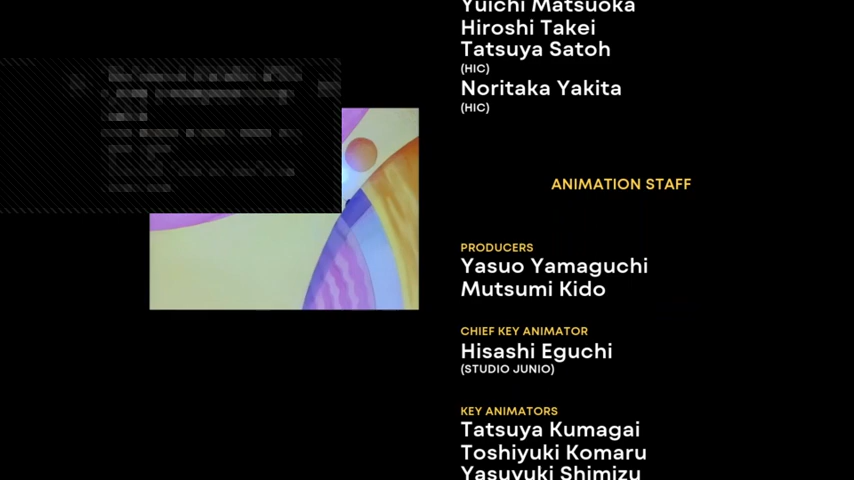 Yuichi Matsuoka
Hiroshi Takei
Tatsuya Satoh
(HIC)
Noritaka Yakita
(HIC)
ANIMATION STAFF
PRODUCERS
Yasuo Yamaguchi
Mutsumi Kido
CHIEF KEY ANIMATOR
Hisashi Eguchi
(STUDIO JUNIO)
KEY ANIMATORS
Tatsuya Kumagai
Toshiyuki Komaru
Yasuyuki Shimizu